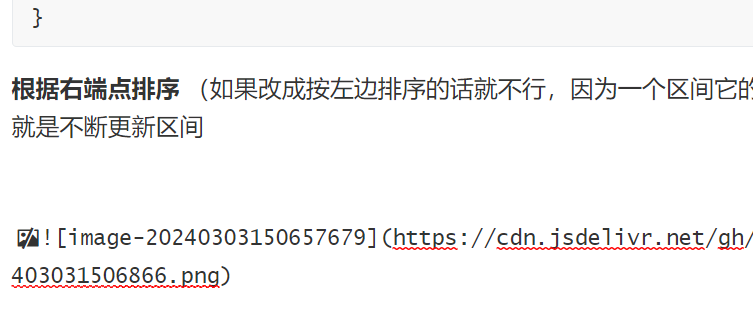 }
根据右端点排序 （如果改成按左边排序的话就不行，因为一个区间它的
就是不断更新区间
![image-20240303150657679](https://cdn.jsdelivr.net/gh/
403031506866.png)